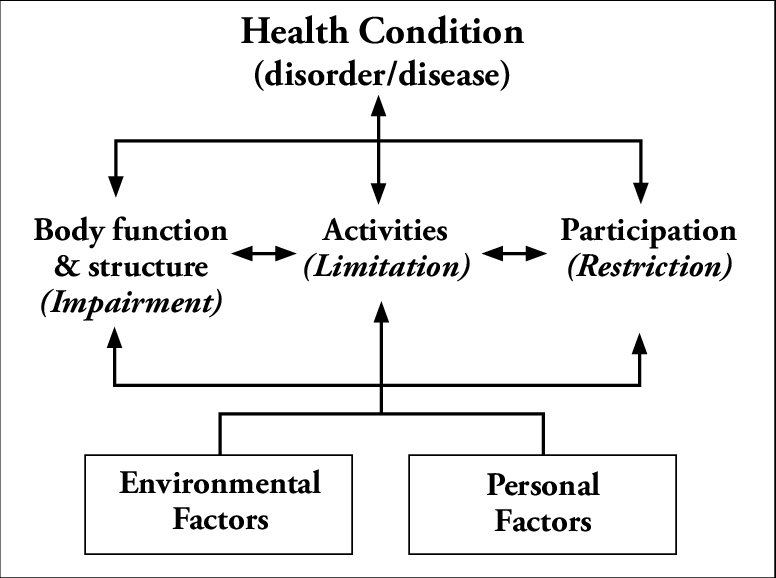 Health Condition
(disorder/disease)
Body function
& structure
(Impairment)
Activities
(Limitation)
Participation
(Restriction)
Environmental
Factors
Personal
Factors